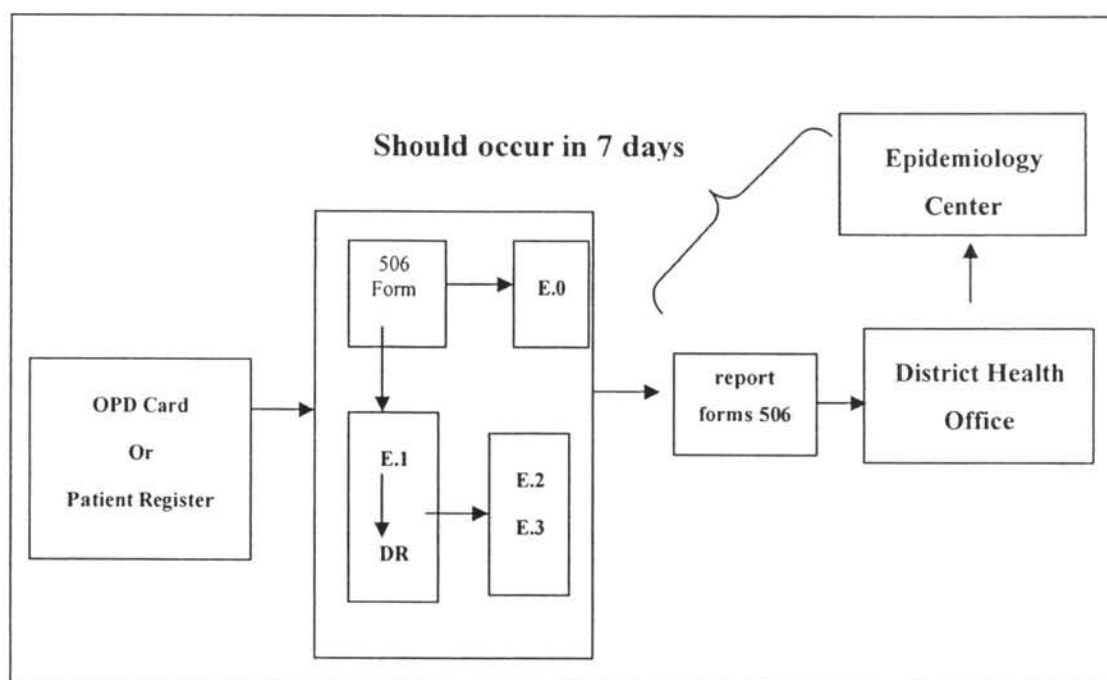 Should occur in 7 days
Epidemiology
Center
506
Form
E.0
OPD Card
Or
Patient Register
E.1
DR
E.2
E.3
report
forms 506
District Health
Office